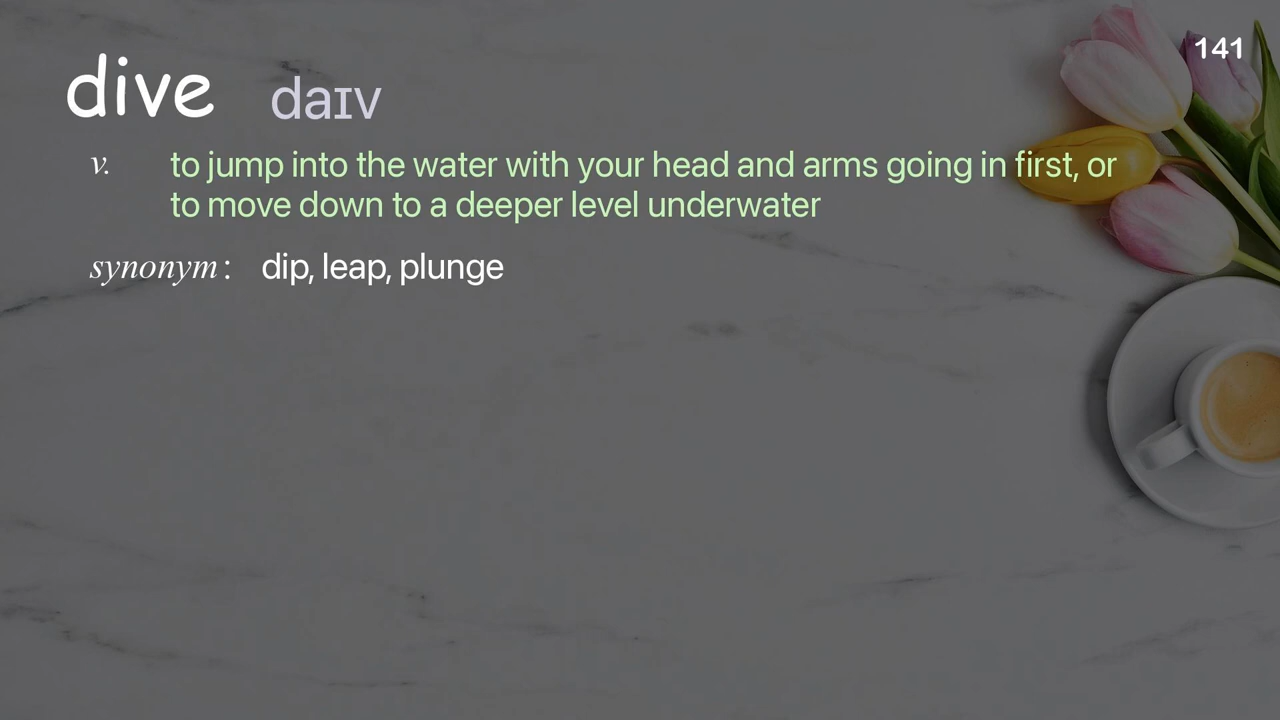 141
dive daɪv
v. to jump into the water with your head and arms going in first, or
to move down to a deeper level underwater
synonym: dip, leap, plunge